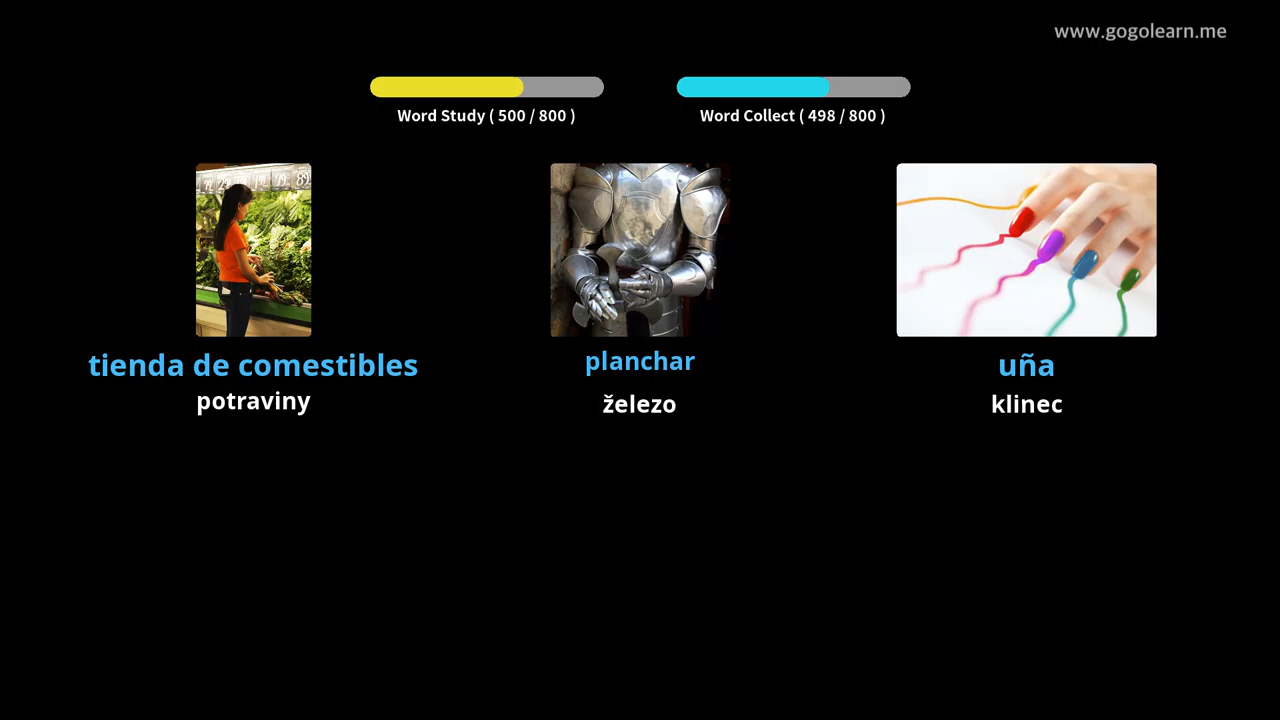 www.gogolearn.me
Word Study ( 500 / 800 )
Word Collect ( 498 / 800 )
tienda de comestibles
planchar
uña
potraviny
železo
klinec